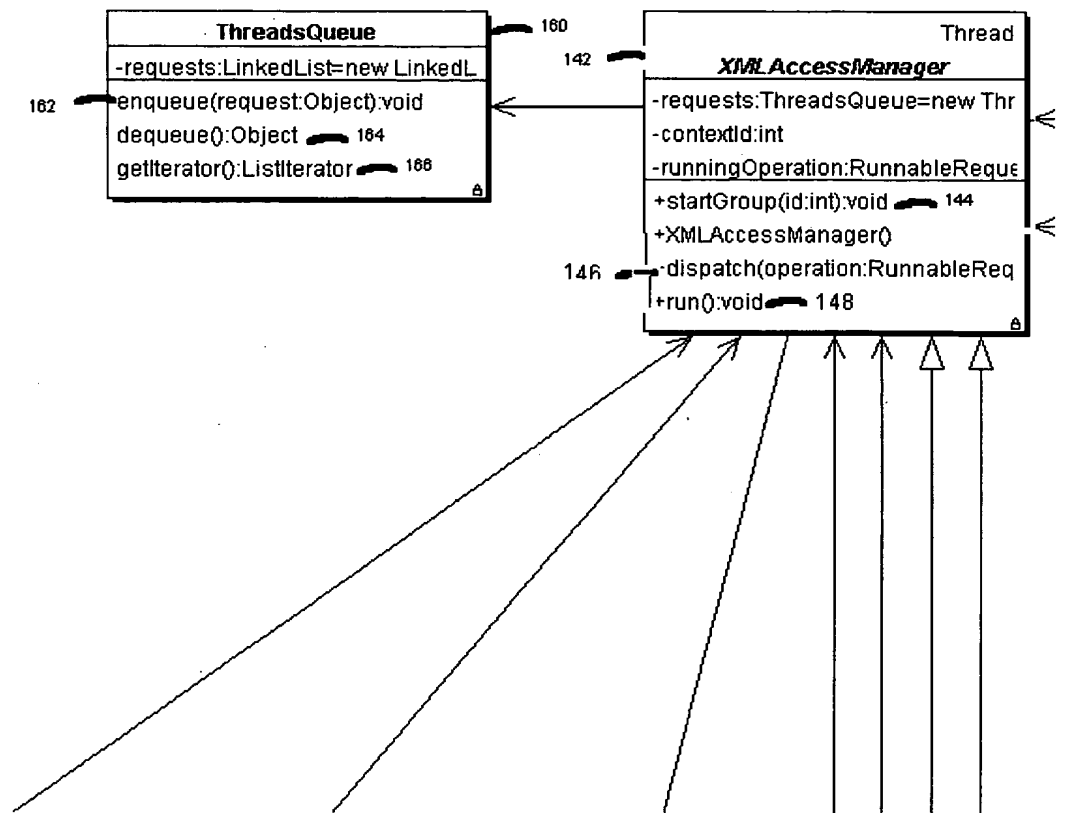 ThreadsQueue
160
-requests:LinkedList=new LinkedL
162
enqueue(request:Object):void
dequeue():Object
164
getIterator():ListIterator
166
Thread
142
XMLAccessManager
-requests:ThreadsQueue=new Thr
-contextId:int
-runningOperation:RunnableReque
+startGroup(id:int):void
144
+XMLAccessManager()
146
-dispatch(operation:RunnableReq
+run():void
148